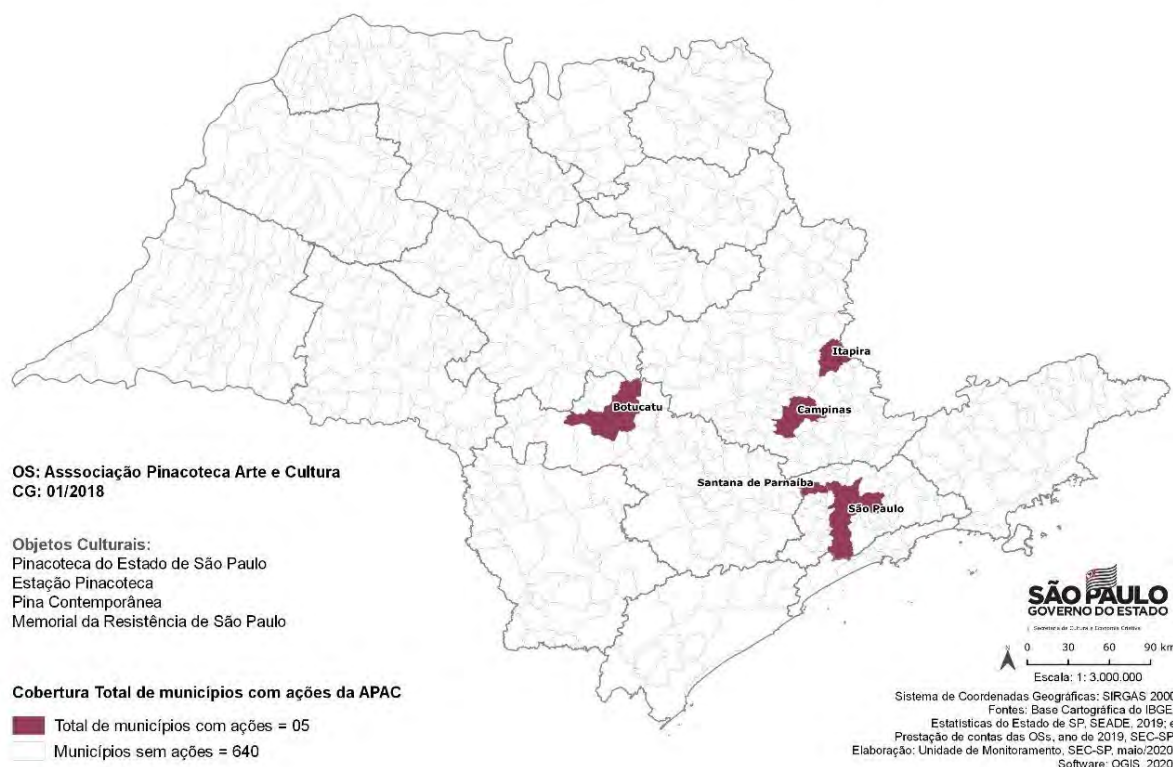 Itapira
Botucatu
Campinas
Santana de Parnaíba
São Paulo
OS: Asssociação Pinacoteca Arte e Cultura
CG: 01/2018
Objetos Culturais:
Pinacoteca do Estado de São Paulo
Estação Pinacoteca
Pina Contemporânea
Memorial da Resistência de São Paulo
Cobertura Total de municípios com ações da APAC
Total de municípios com ações = 05
Municípios sem ações = 640
SÃO PAULO
GOVERNO DO ESTADO
Secretaria de Cultura e Economia Criativa
N
0 30 60 90 km
Escala: 1: 3.000.000
Sistema de Coordenadas Geográficas: SIRGAS 2000
Fontes: Base Cartográfica do IBGE
Estatísticas do Estado de SP, SEADE, 2019; e
Prestação de contas das OSs, ano de 2019, SEC-SP
Elaboração: Unidade de Monitoramento, SEC-SP, maio/2020
Software: QGIS, 2020